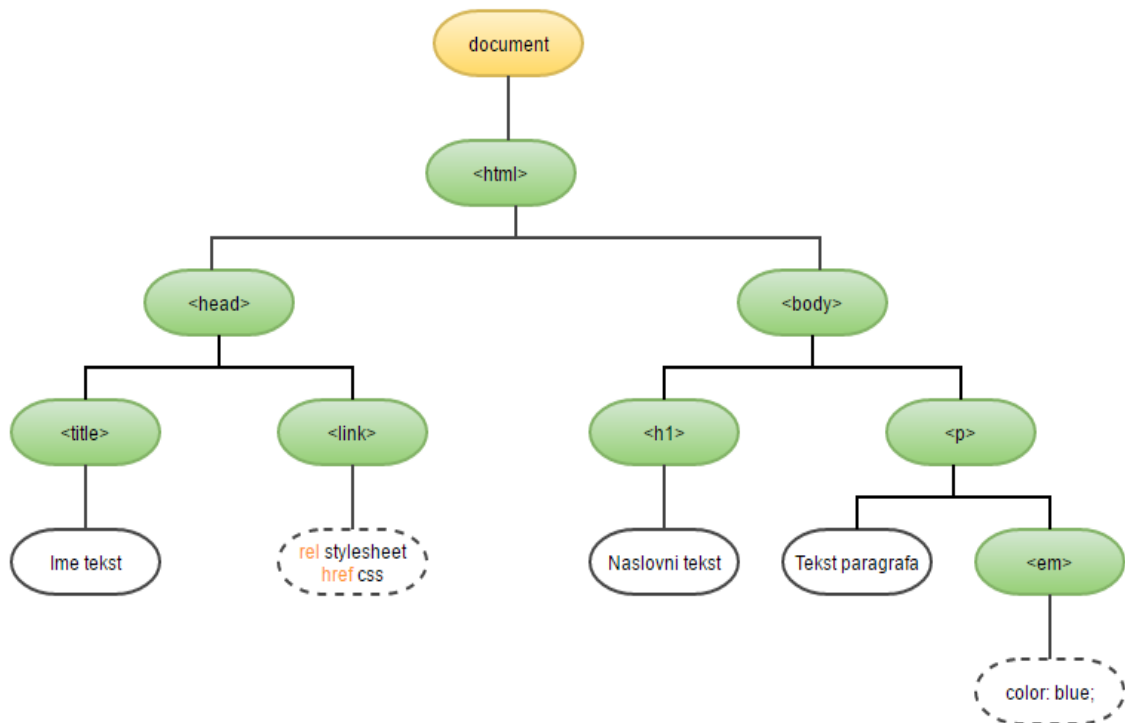 document
<html>
<head>
<body>
<title>
<link>
<h1>
<p>
Ime tekst
rel stylesheet
href css
Naslovni tekst
Tekst paragrafa
<em>
color: blue;